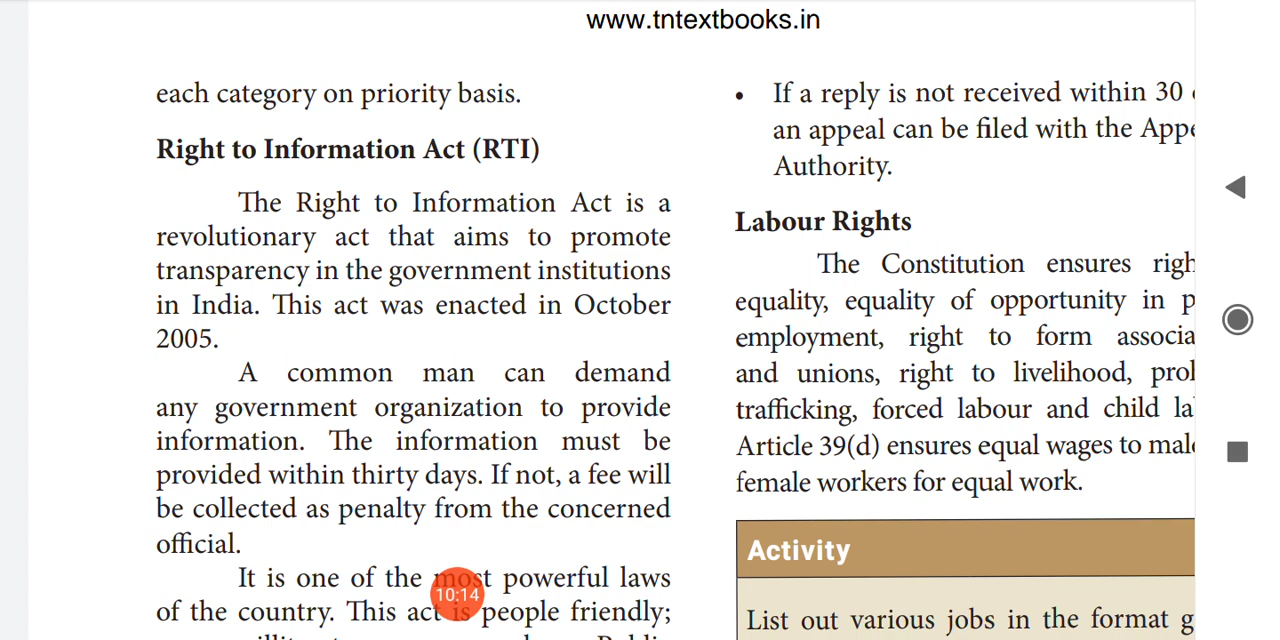 www.tntextbooks.in
each category on priority basis.
Right to Information Act (RTI)
The Right to Information Act is a
revolutionary act that aims to promote
transparency in the government institutions
in India. This act was enacted in October
2005.
A common man can demand
any government organization to provide
information. The information must be
provided within thirty days. If not, a fee will
be collected as penalty from the concerned
official.
It is one of the most powerful laws
of the country. This act is people friendly;
10:14
• If a reply is not received within 30
an appeal can be filed with the Appe
Authority.
Labour Rights
The Constitution ensures righ
equality, equality of opportunity in p
employment, right to form associa
and unions, right to livelihood, prol
trafficking, forced labour and child la
Article 39(d) ensures equal wages to male
female workers for equal work.
Activity
List out various jobs in the format g